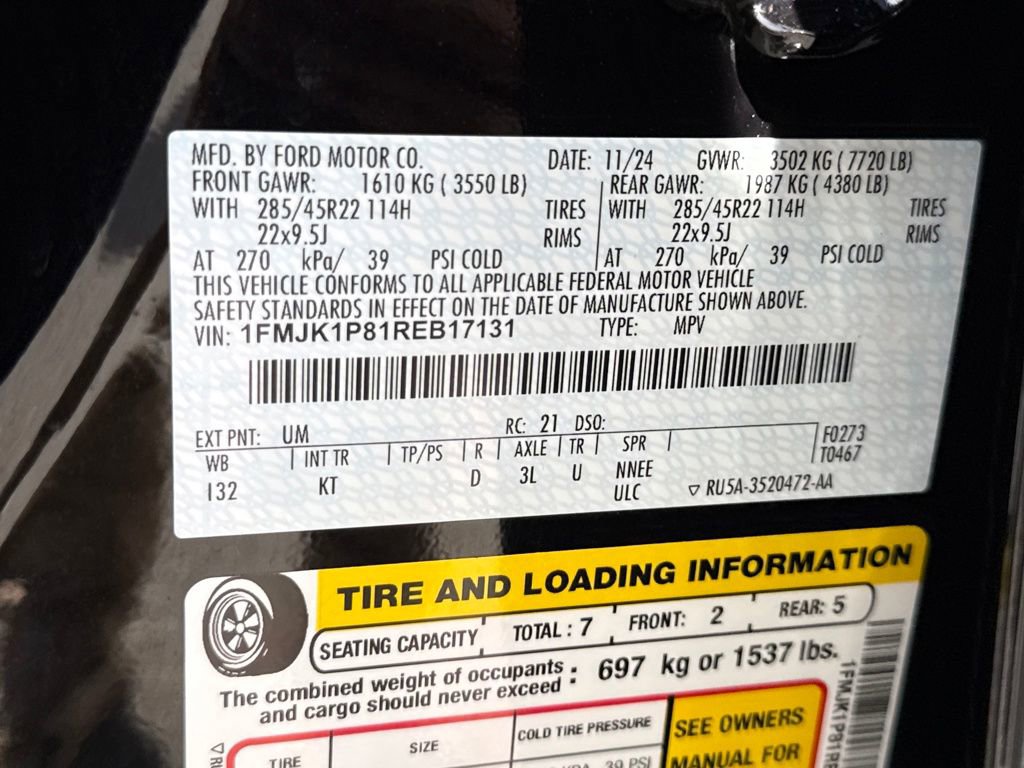 MFD. BY FORD MOTOR CO. DATE: 11/24 GVWR: 3502 KG ( 7720 LB)
FRONT GAWR: 1610 KG ( 3550 LB) REAR GAWR: 1987 KG ( 4380 LB)
WITH 285/45R22 114H TIRES WITH 285/45R22 114H TIRES
22x9.5J RIMS 22x9.5J RIMS
AT 270 kPa/ 39 PSI COLD AT 270 kPa/ 39 PSI COLD
THIS VEHICLE CONFORMS TO ALL APPLICABLE FEDERAL MOTOR VEHICLE
SAFETY STANDARDS IN EFFECT ON THE DATE OF MANUFACTURE SHOWN ABOVE.
VIN: 1FMJK1P81REB17131 TYPE: MPV
EXT PNT: UM RC: 21 DSO:
WB INT TR TP/PS R AXLE TR SPR F0273
132 KT D 3L U NNEE T0467
ULC RU5A-3520472-AA
TIRE AND LOADING INFORMATION
SEATING CAPACITY TOTAL : 7 FRONT: 2 REAR: 5
The combined weight of occupants
and cargo should never exceed : 697 kg or 1537 lbs.
TIRE SIZE COLD TIRE PRESSURE SEE OWNERS
39 PSI MANUAL FOR